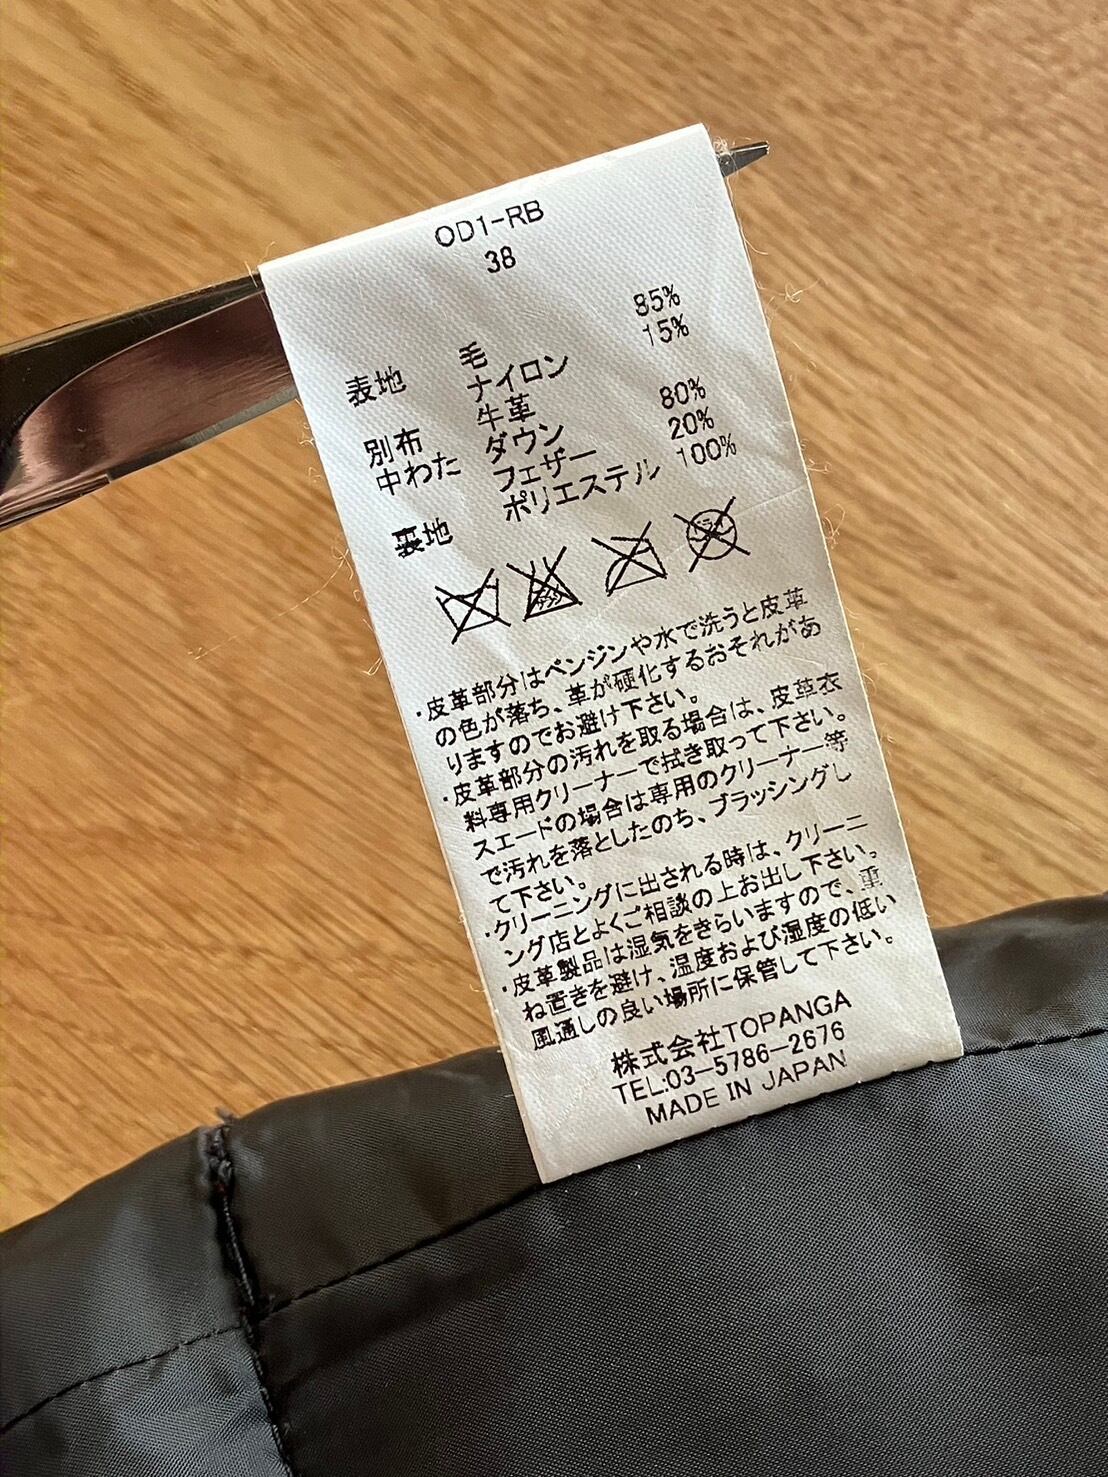 OD1-RB
38
表地 毛 85%
ナイロン 15%
別布 牛革
中わた ダウン 80%
フェザー 20%
裏地 ポリエステル 100%
・皮革部分はベンジンや水で洗うと皮革
の色が落ち、革が硬化するおそれがあ
りますのでお避け下さい。
・皮革部分の汚れを取る場合は、皮革衣
料専用クリーナーで拭き取って下さい。
スエードの場合は専用のクリーナー等
で汚れを落としたのち、ブラッシングし
て下さい。
・クリーニングに出される時は、クリーニ
ング店とよくご相談の上お出し下さい。
・皮革製品は湿気をきらいますので、重
ね置きを避け、温度および湿度の低い
風通しの良い場所に保管して下さい。
株式会社TOPANGA
TEL:03-5786-2676
MADE IN JAPAN